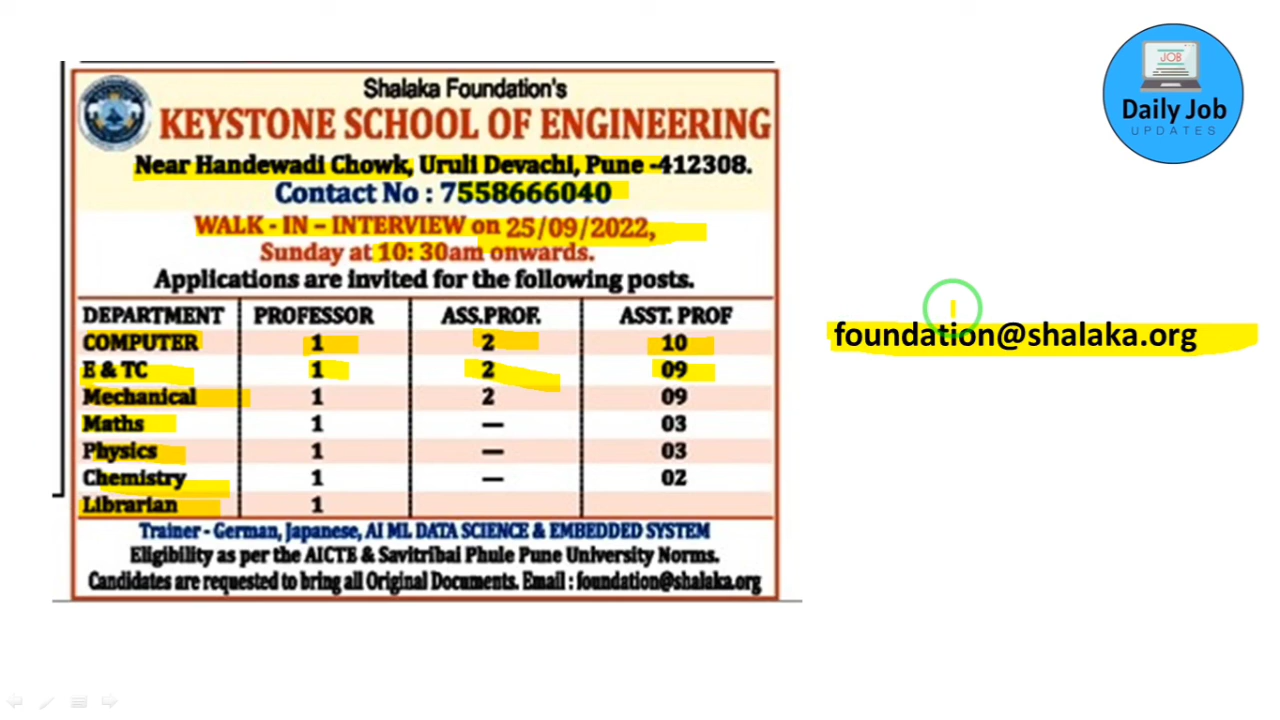 Shalaka Foundation's
KEYSTONE SCHOOL OF ENGINEERING
Near Handewadi Chowk, Uruli Devachi, Pune -412308.
Contact No : 7558666040
WALK - IN – INTERVIEW on 25/09/2022,
Sunday at 10: 30am onwards.
Applications are invited for the following posts.
DEPARTMENT PROFESSOR ASS.PROF. ASST. PROF
COMPUTER 1 2 10
E & TC 1 2 09
Mechanical 1 2 09
Maths 1 — 03
Physics 1 — 03
Chemistry 1 — 02
Librarian 1
Trainer - German, Japanese, AI ML DATA SCIENCE & EMBEDDED SYSTEM
Eligibility as per the AICTE & Savitribai Phule Pune University Norms.
Candidates are requested to bring all Original Documents. Email : foundation@shalaka.org
JOB
Daily Job
UPDATES
foundation@shalaka.org